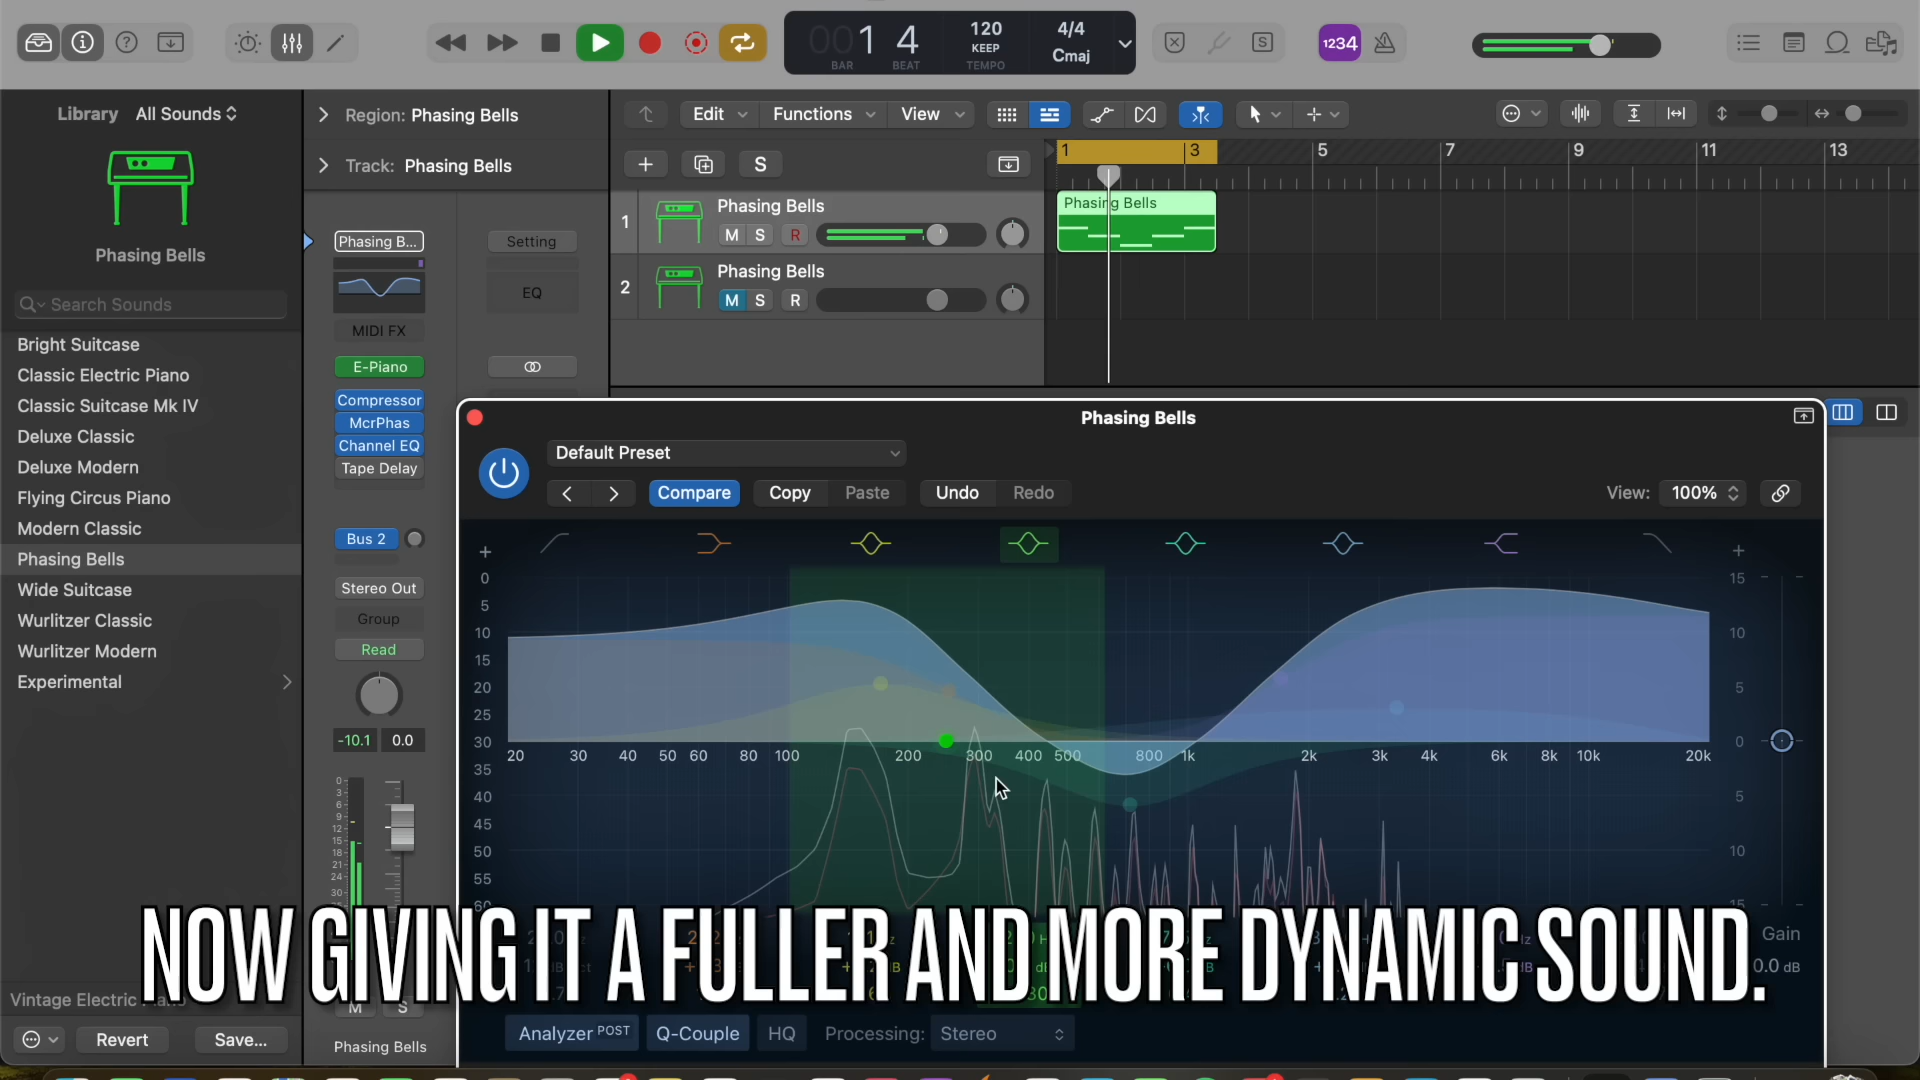 1 4
BAR BEAT
120
KEEP
TEMPO
4/4
Cmaj
1234
Library All Sounds
Phasing Bells
Search Sounds
Bright Suitcase
Classic Electric Piano
Classic Suitcase Mk IV
Deluxe Classic
Deluxe Modern
Flying Circus Piano
Modern Classic
Phasing Bells
Wide Suitcase
Wurlitzer Classic
Wurlitzer Modern
Experimental
Vintage Electric
Revert Save...
Region: Phasing Bells
Track: Phasing Bells
Phasing B... Setting
EQ
MIDI FX
E-Piano
Compressor
McrPhas
Channel EQ
Tape Delay
Bus 2
Stereo Out
Group
Read
-10.1 0.0
M S
Phasing Bells
Edit Functions View
S
1 3 5 7 9 11 13
1 Phasing Bells
M S R
2 Phasing Bells
M S R
Phasing Bells
Phasing Bells
Default Preset
Compare Copy Paste Undo Redo View: 100%
0 5 10 15 20 25 30 35 40 45 50 55 60
20 30 40 50 60 80 100 200 300 400 500 800 1k 2k 3k 4k 6k 8k 10k 20k
15 10 5 0 5 10 15
Gain
0.0 dB
NOW GIVING IT A FULLER AND MORE DYNAMIC SOUND.
Analyzer POST Q-Couple HQ Processing: Stereo